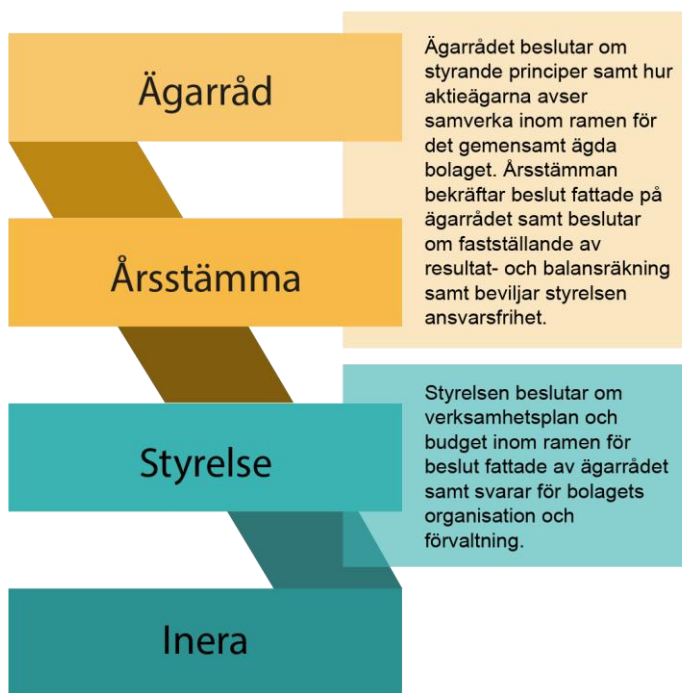 Ägarråd
Ägarrådet beslutar om
styrande principer samt hur
aktieägarna avser
samverka inom ramen för
det gemensamt ägda
bolaget. Årsstämman
bekräftar beslut fattade på
ägarrådet samt beslutar
om fastställande av
resultat- och balansräkning
samt beviljar styrelsen
ansvarsfrihet.
Årsstämma
Styrelse
Styrelsen beslutar om
verksamhetsplan och
budget inom ramen för
beslut fattade av ägarrådet
samt svarar för bolagets
organisation och
förvaltning.
Inera